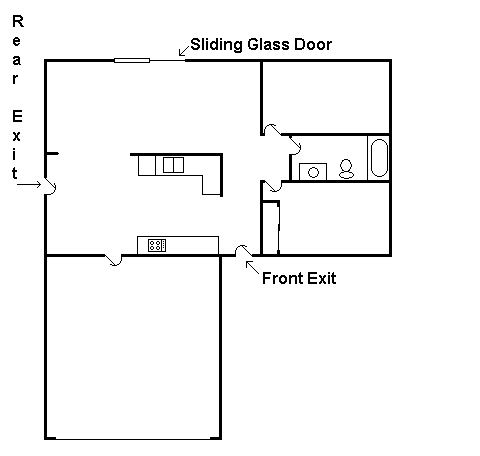 Rear Exit
Sliding Glass Door
Front Exit